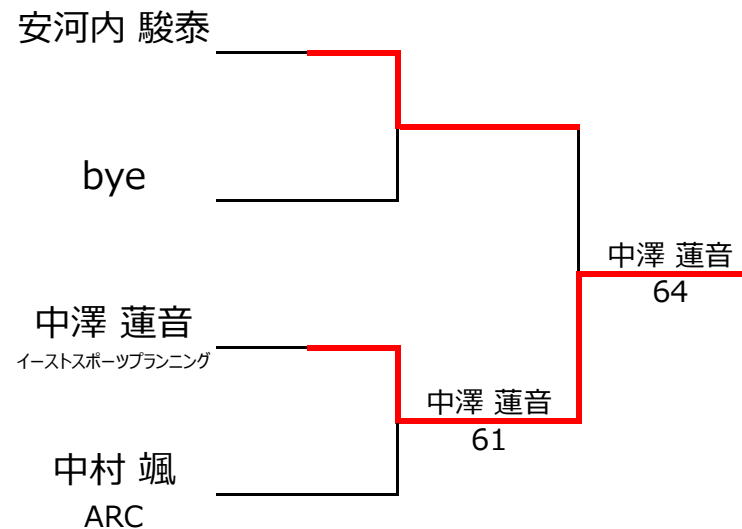 安河内 駿泰
bye
中澤 蓮音
イーストスポーツプランニング
中村 颯
ARC
中澤 蓮音
61
中澤 蓮音
64